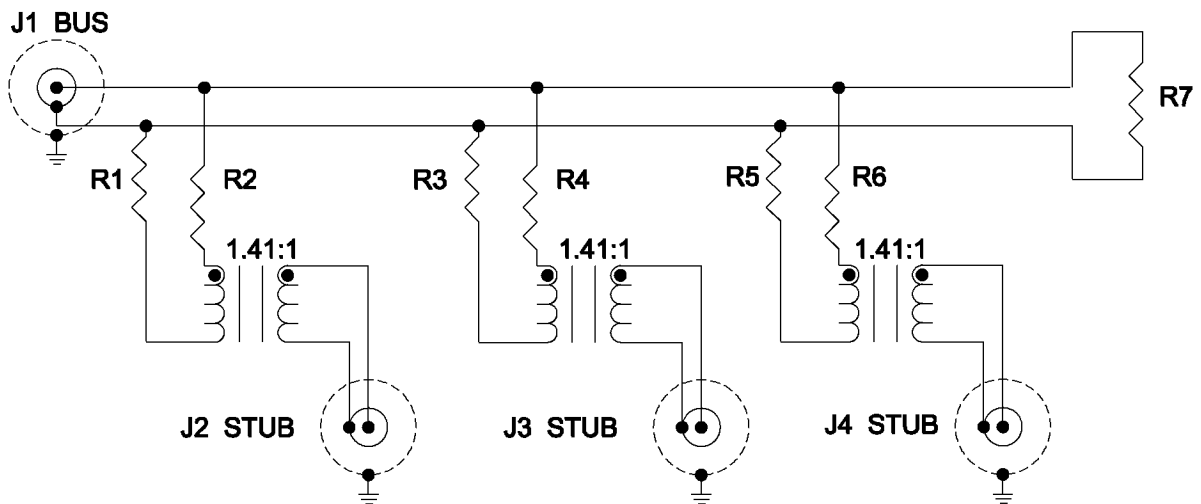 J1 BUS
R7
R1
R2
R3
R4
R5
R6
1.41:1
1.41:1
1.41:1
J2 STUB
J3 STUB
J4 STUB